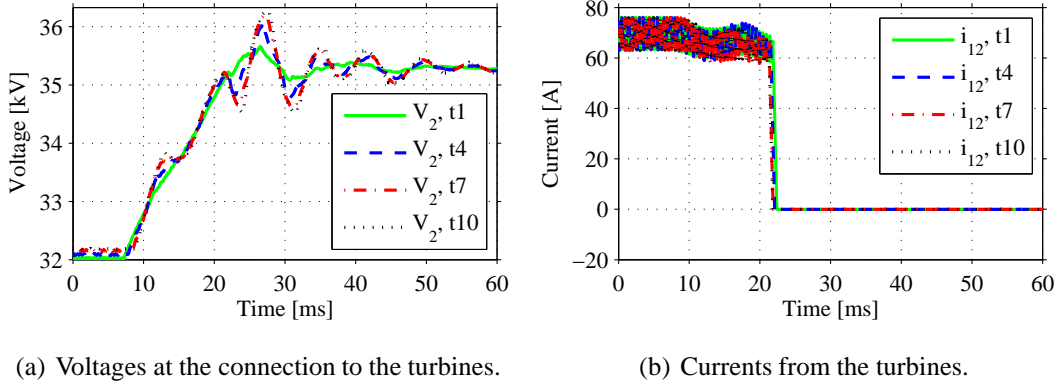 36
35
34
33
32
0
10
20
30
40
50
60
Voltage [kV]
Time [ms]
V2, t1
V2, t4
V2, t7
V2, t10
(a) Voltages at the connection to the turbines.
80
60
40
20
0
−20
0
10
20
30
40
50
60
Current [A]
Time [ms]
i12, t1
i12, t4
i12, t7
i12, t10
(b) Currents from the turbines.